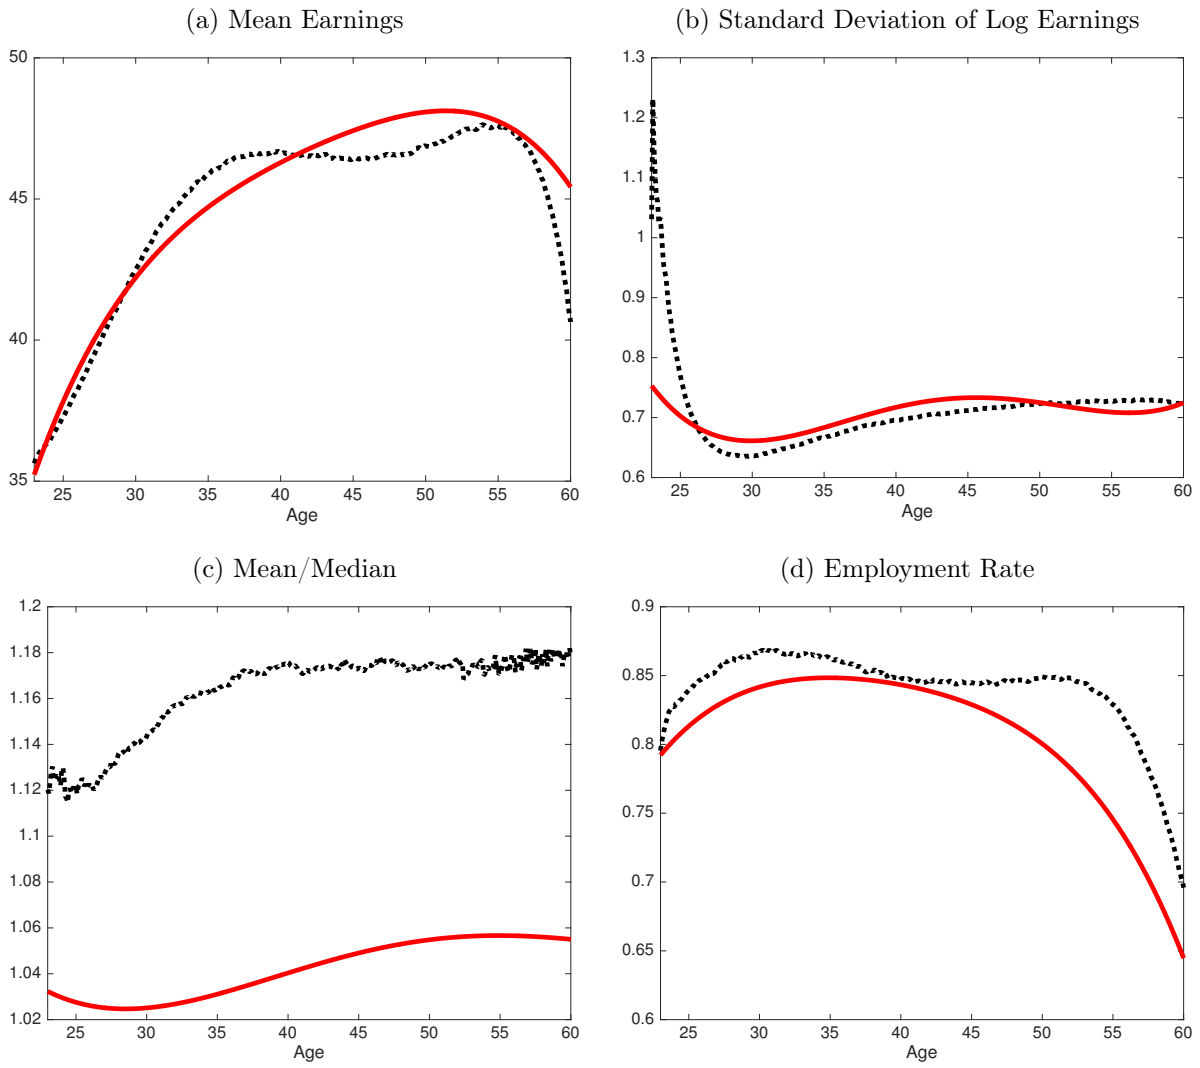 (a) Mean Earnings
50
45
40
35
25 30 35 40 45 50 55 60
Age
(b) Standard Deviation of Log Earnings
1.3
1.2
1.1
1
0.9
0.8
0.7
0.6
25 30 35 40 45 50 55 60
Age
(c) Mean/Median
1.2
1.18
1.16
1.14
1.12
1.1
1.08
1.06
1.04
1.02
25 30 35 40 45 50 55 60
Age
(d) Employment Rate
0.9
0.85
0.8
0.75
0.7
0.65
0.6
25 30 35 40 45 50 55 60
Age